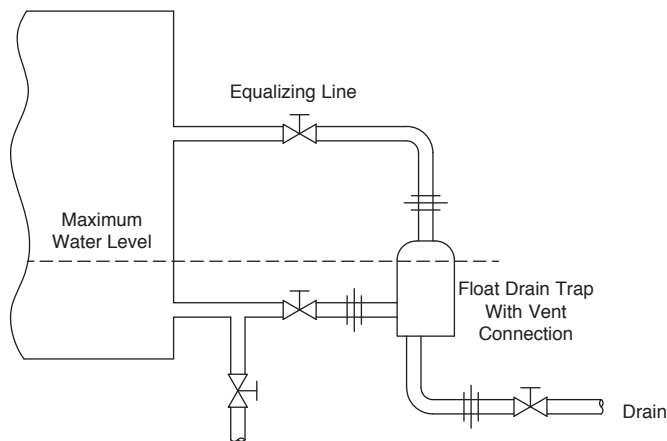 Equalizing Line
Maximum
Water Level
Float Drain Trap
With Vent
Connection
Drain